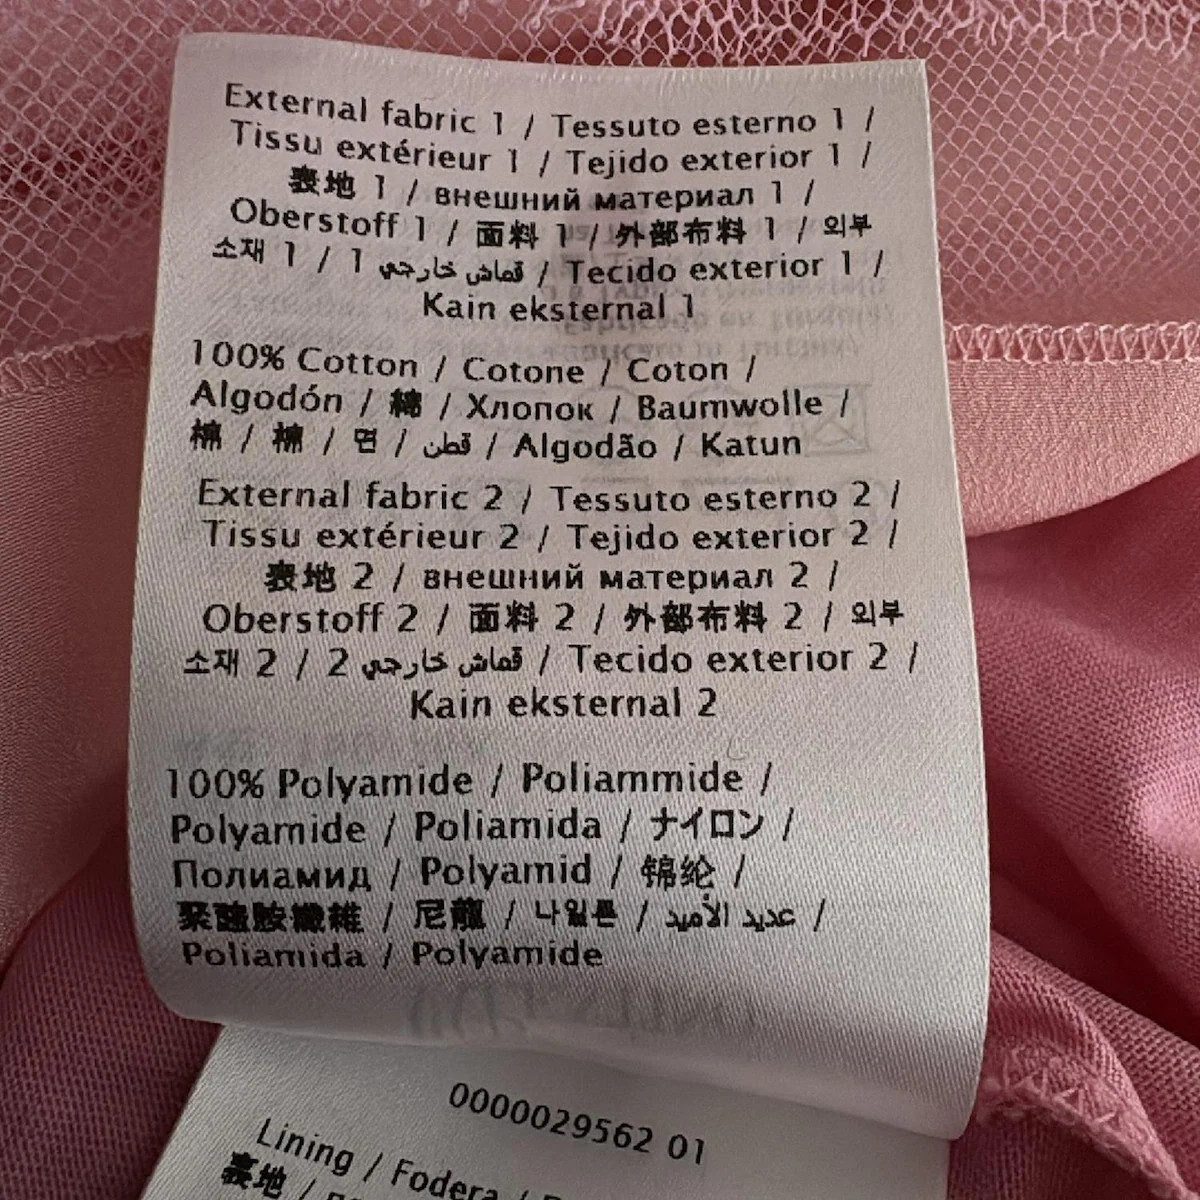 External fabric 1 / Tessuto esterno 1 /
Tissu extérieur 1 / Tejido exterior 1 /
表地 1 / внешний материал 1 /
Oberstoff 1 / 面料 1 / 外部布料 1 / 외부
소재 1 / 1 قماش خارجي / Tecido exterior 1 /
Kain eksternal 1
100% Cotton / Cotone / Coton /
Algodón / 綿 / Хлопок / Baumwolle /
棉 / 棉 / 면 / قطن / Algodão / Katun
External fabric 2 / Tessuto esterno 2 /
Tissu extérieur 2 / Tejido exterior 2 /
表地 2 / внешний материал 2 /
Oberstoff 2 / 面料 2 / 外部布料 2 / 외부
소재 2 / 2 قماش خارجي / Tecido exterior 2 /
Kain eksternal 2
100% Polyamide / Poliammide /
Polyamide / Poliamida / ナイロン /
Полиамид / Polyamid / 锦纶 /
聚醯胺纖維 / 尼龍 / 나일론 / عديد الأميد /
Poliamida / Polyamide
0000029562 01
Lining / Fodera /
裏地 /